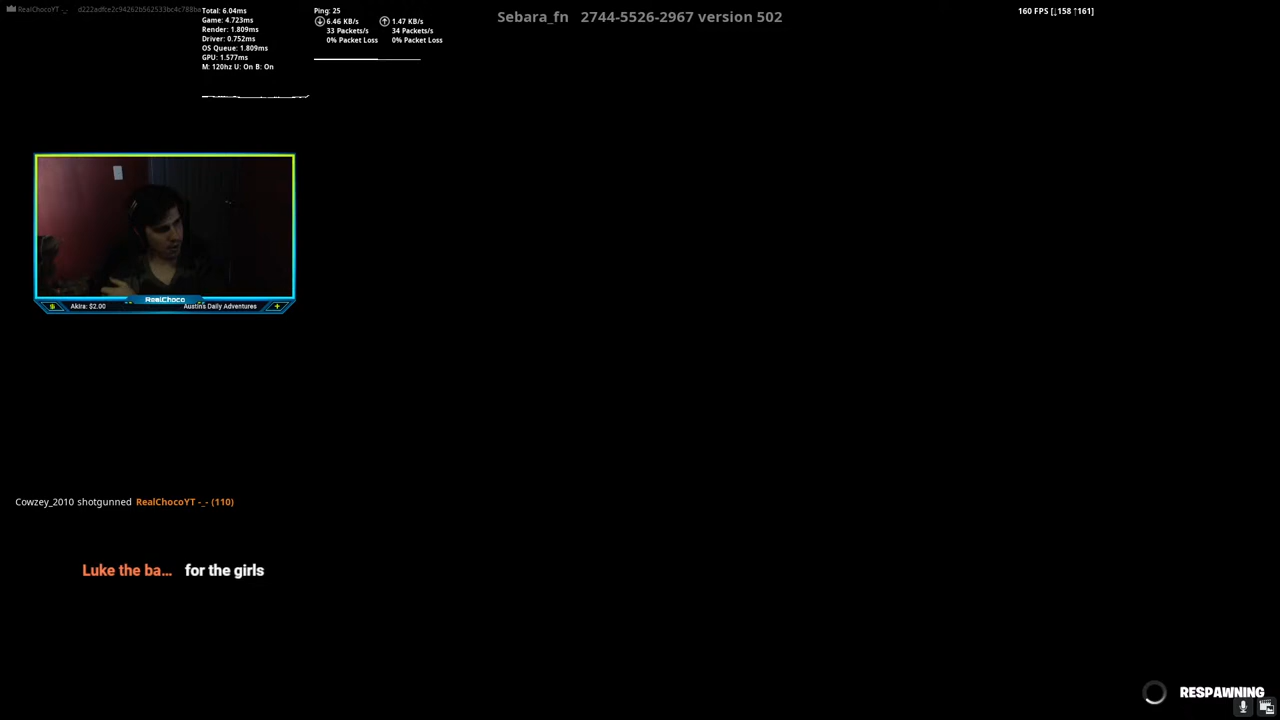 RealChocoYT -_-
Total: 6.04ms
Game: 4.723ms
Render: 1.809ms
Driver: 0.752ms
OS Queue: 1.809ms
GPU: 1.577ms
M: 120hz U: On B: On
Ping: 25
6.46 KB/s 1.47 KB/s
33 Packets/s 34 Packets/s
0% Packet Loss 0% Packet Loss
Sebara_fn 2744-5526-2967 version 502
160 FPS [↓158 ↑161]
RealChoco
Akira: $2.00 Austins Daily Adventures
Cowzey_2010 shotgunned RealChocoYT -_- (110)
Luke the ba... for the girls
RESPAWNING